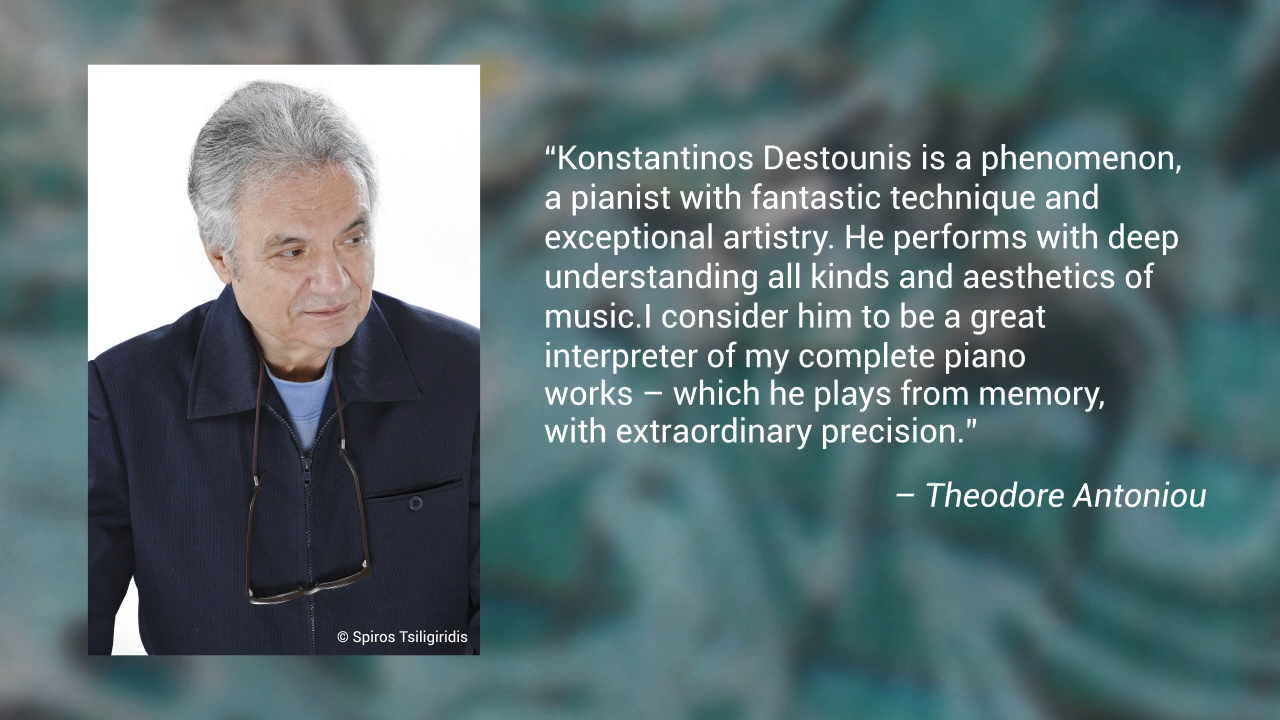 “Konstantinos Destounis is a phenomenon,
a pianist with fantastic technique and
exceptional artistry. He performs with deep
understanding all kinds and aesthetics of
music.I consider him to be a great
interpreter of my complete piano
works – which he plays from memory,
with extraordinary precision.”
– Theodore Antoniou
© Spiros Tsiligiridis